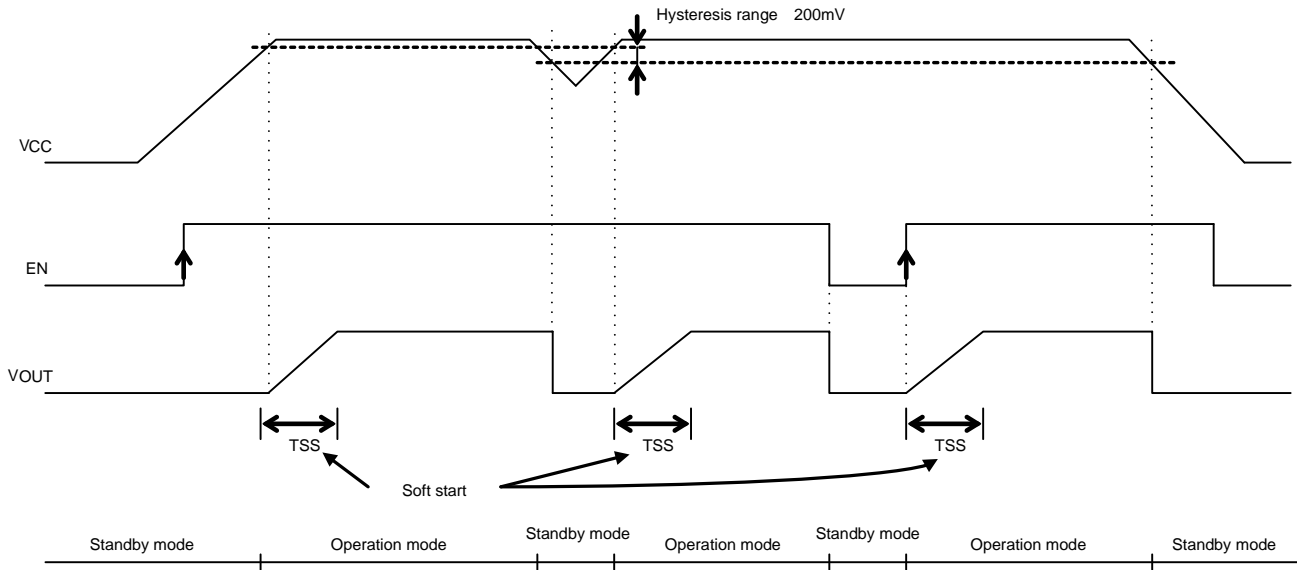 Hysteresis range 200mV
VCC
EN
VOUT
TSS
TSS
TSS
Soft start
Standby mode
Operation mode
Standby mode
Operation mode
Standby mode
Operation mode
Standby mode